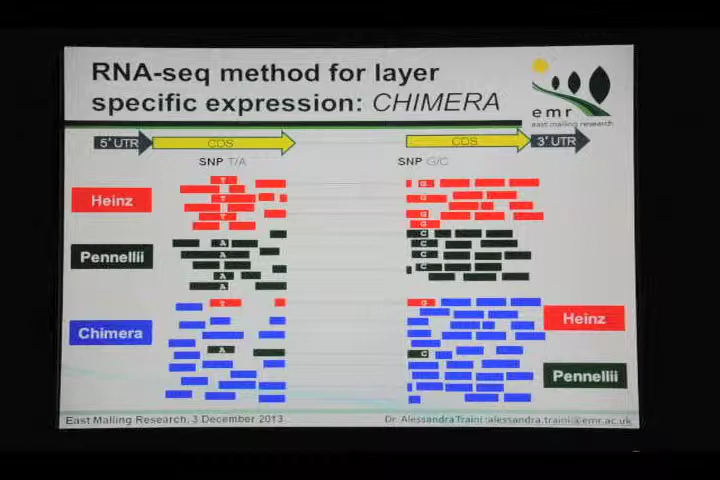 RNA-seq method for layer
specific expression: CHIMERA
emr
east malling research
5' UTR
CDS
CDS
3' UTR
SNP T/A
SNP G/C
Heinz
T
T
T
G
G
G
G
Pennellii
A
A
A
A
C
C
C
C
Chimera
T
A
G
C
Heinz
Pennellii
East Malling Research, 3 December 2013
Dr. Alessandra Traini :alessandra.traini@emr.ac.uk